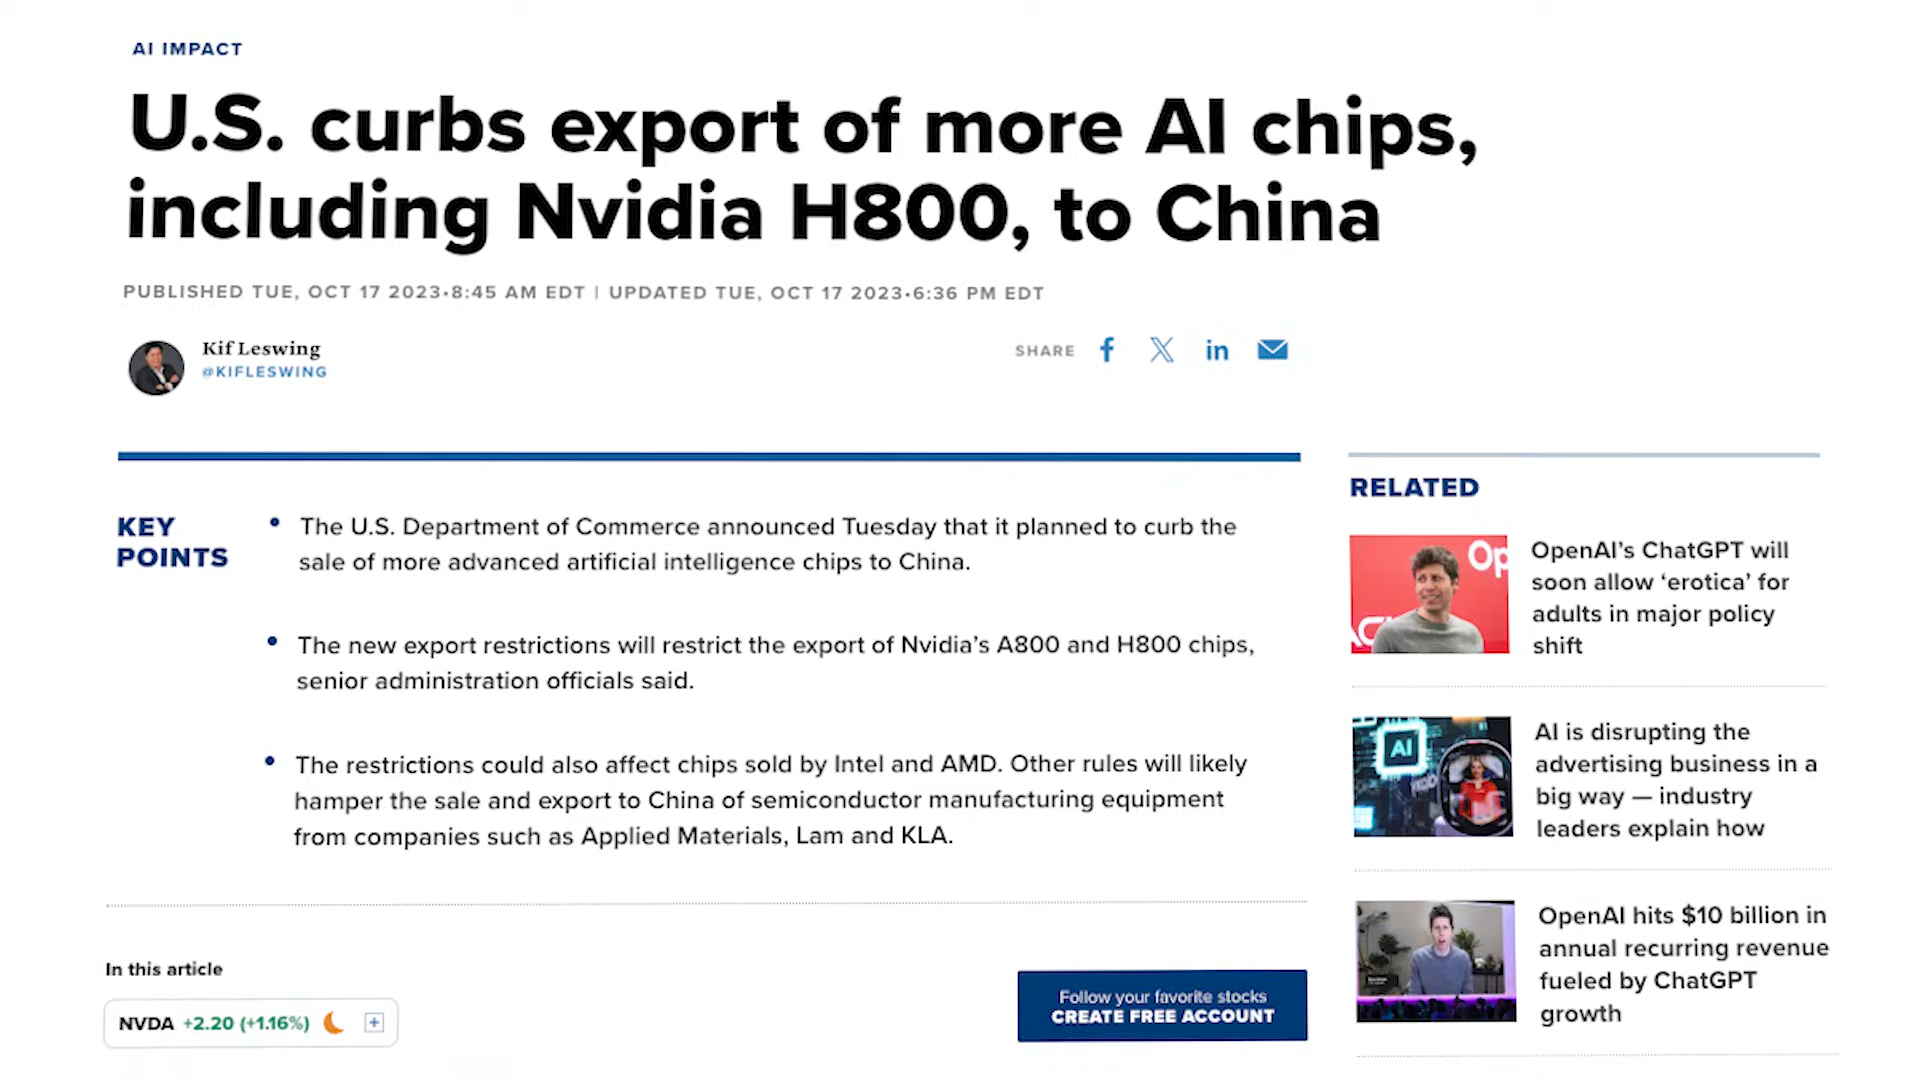 AI IMPACT
U.S. curbs export of more AI chips,
including Nvidia H800, to China
PUBLISHED TUE, OCT 17 2023•8:45 AM EDT | UPDATED TUE, OCT 17 2023•6:36 PM EDT
Kif Leswing
@KIFLESWING
SHARE
KEY
POINTS
• The U.S. Department of Commerce announced Tuesday that it planned to curb the
sale of more advanced artificial intelligence chips to China.
• The new export restrictions will restrict the export of Nvidia’s A800 and H800 chips,
senior administration officials said.
• The restrictions could also affect chips sold by Intel and AMD. Other rules will likely
hamper the sale and export to China of semiconductor manufacturing equipment
from companies such as Applied Materials, Lam and KLA.
In this article
NVDA +2.20 (+1.16%)
Follow your favorite stocks
CREATE FREE ACCOUNT
RELATED
Op
OpenAI’s ChatGPT will
soon allow ‘erotica’ for
adults in major policy
shift
AI
AI is disrupting the
advertising business in a
big way — industry
leaders explain how
OpenAI hits $10 billion in
annual recurring revenue
fueled by ChatGPT
growth